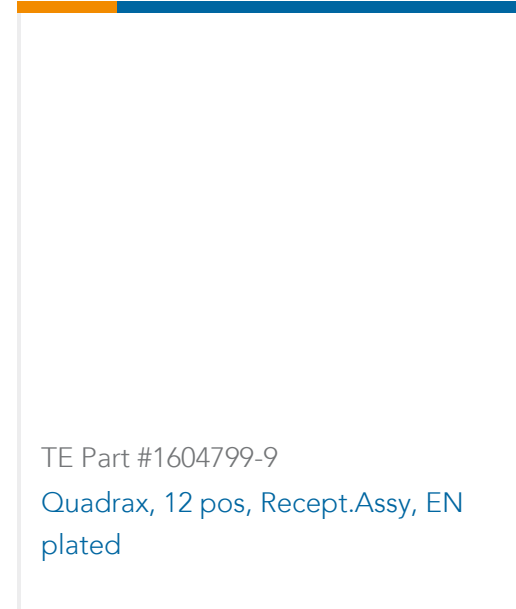 TE Part #1604799-9
Quadrax, 12 pos, Recept.Assy, EN
plated